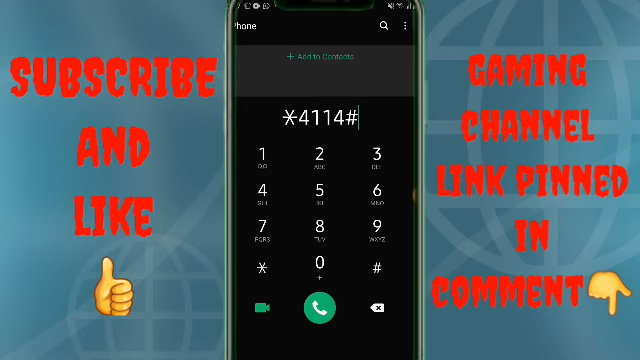 SUBSCRIBE
AND
LIKE
Phone
+ Add to Contacts
*4114#
1 2 3
ABC DEF
4 5 6
GHI JKL MNO
7 8 9
PQRS TUV WXYZ
* 0 #
+
GAMING
CHANNEL
LINK PINNED
IN
COMMENT